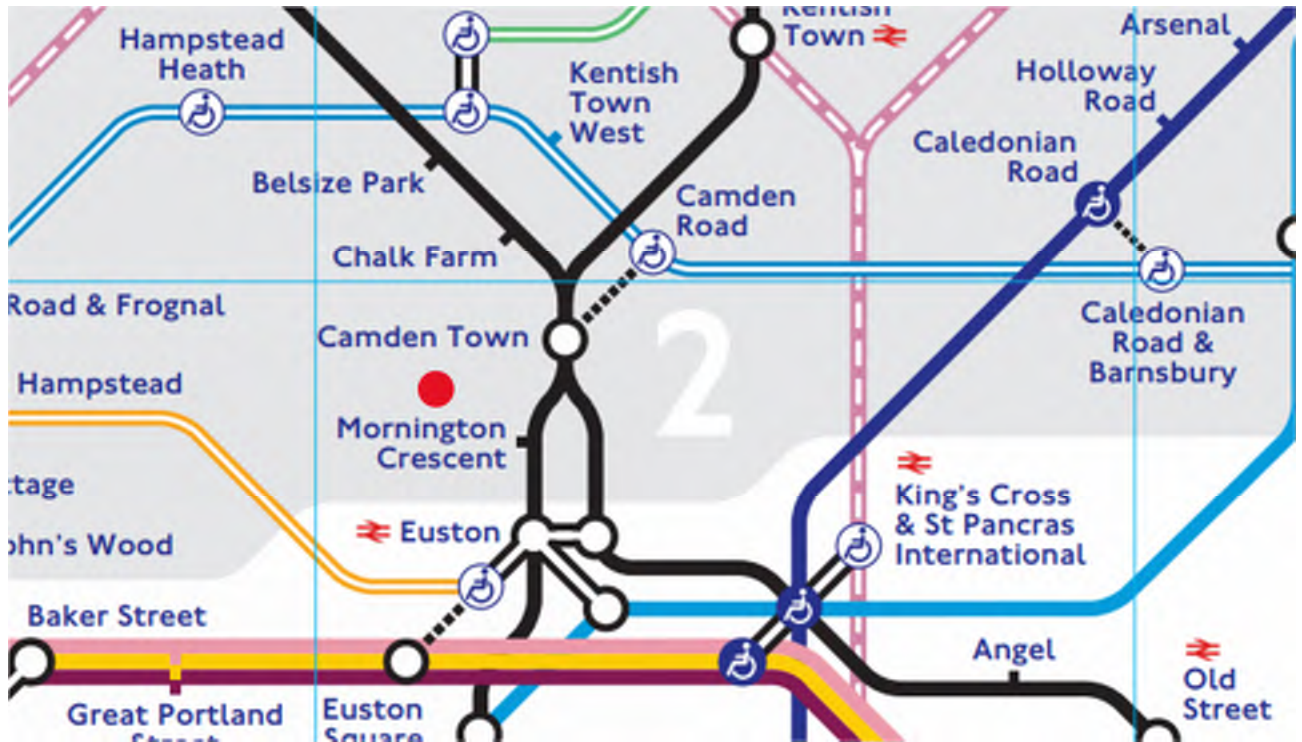 Hampstead
Heath
Kentish
Town
Kentish
Town
West
Arsenal
Holloway
Road
Caledonian
Road
Belsize Park
Camden
Road
Chalk Farm
Road & Frognal
Camden Town
2
Caledonian
Road &
Barnsbury
Hampstead
Mornington
Crescent
ttage
King's Cross
& St Pancras
International
Euston
ohn's Wood
Baker Street
Angel
Old
Street
Great Portland
Street
Euston
Square